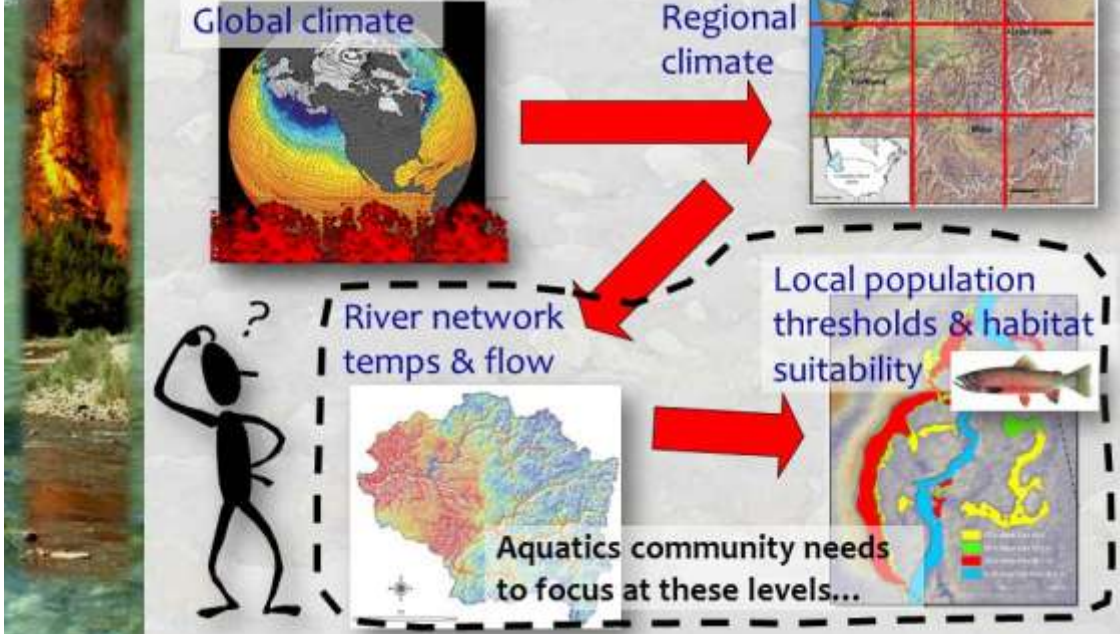 Global climate
Regional
climate
?
River network
temps & flow
Local population
thresholds & habitat
suitability
Aquatics community needs
to focus at these levels...